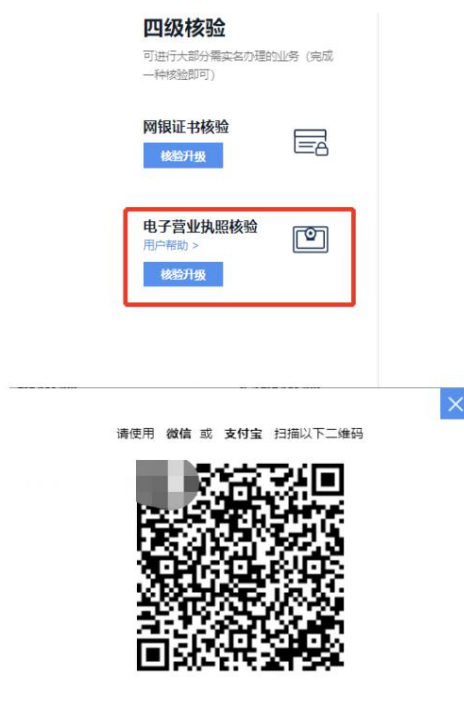 四级核验
可进行大部分需实名办理的业务（完成
一种核验即可）
网银证书核验
核验升级
电子营业执照核验
用户帮助 >
核验升级
请使用 微信 或 支付宝 扫描以下二维码